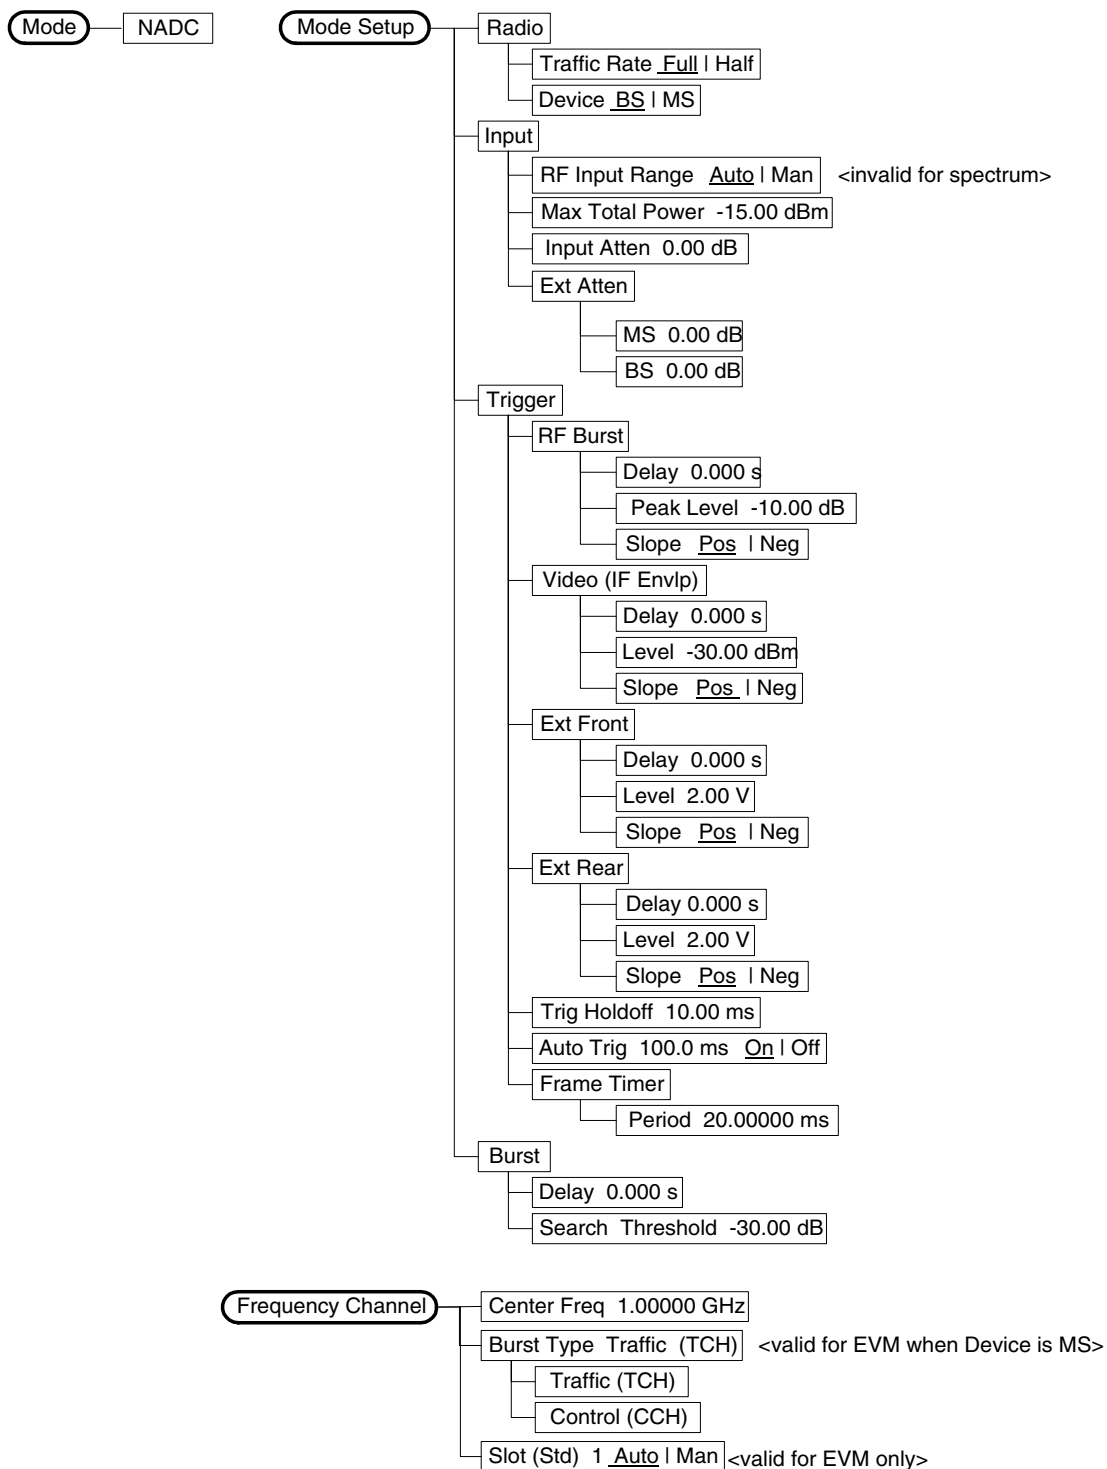 Mode NADC Mode Setup Radio
Traffic Rate Full | Half
Device BS | MS
Input
RF Input Range Auto | Man <invalid for spectrum>
Max Total Power -15.00 dBm
Input Atten 0.00 dB
Ext Atten
MS 0.00 dB
BS 0.00 dB
Trigger
RF Burst
Delay 0.000 s
Peak Level -10.00 dB
Slope Pos | Neg
Video (IF Envlp)
Delay 0.000 s
Level -30.00 dBm
Slope Pos | Neg
Ext Front
Delay 0.000 s
Level 2.00 V
Slope Pos | Neg
Ext Rear
Delay 0.000 s
Level 2.00 V
Slope Pos | Neg
Trig Holdoff 10.00 ms
Auto Trig 100.0 ms On | Off
Frame Timer
Period 20.00000 ms
Burst
Delay 0.000 s
Search Threshold -30.00 dB
Frequency Channel Center Freq 1.00000 GHz
Burst Type Traffic (TCH) <valid for EVM when Device is MS>
Traffic (TCH)
Control (CCH)
Slot (Std) 1 Auto | Man <valid for EVM only>